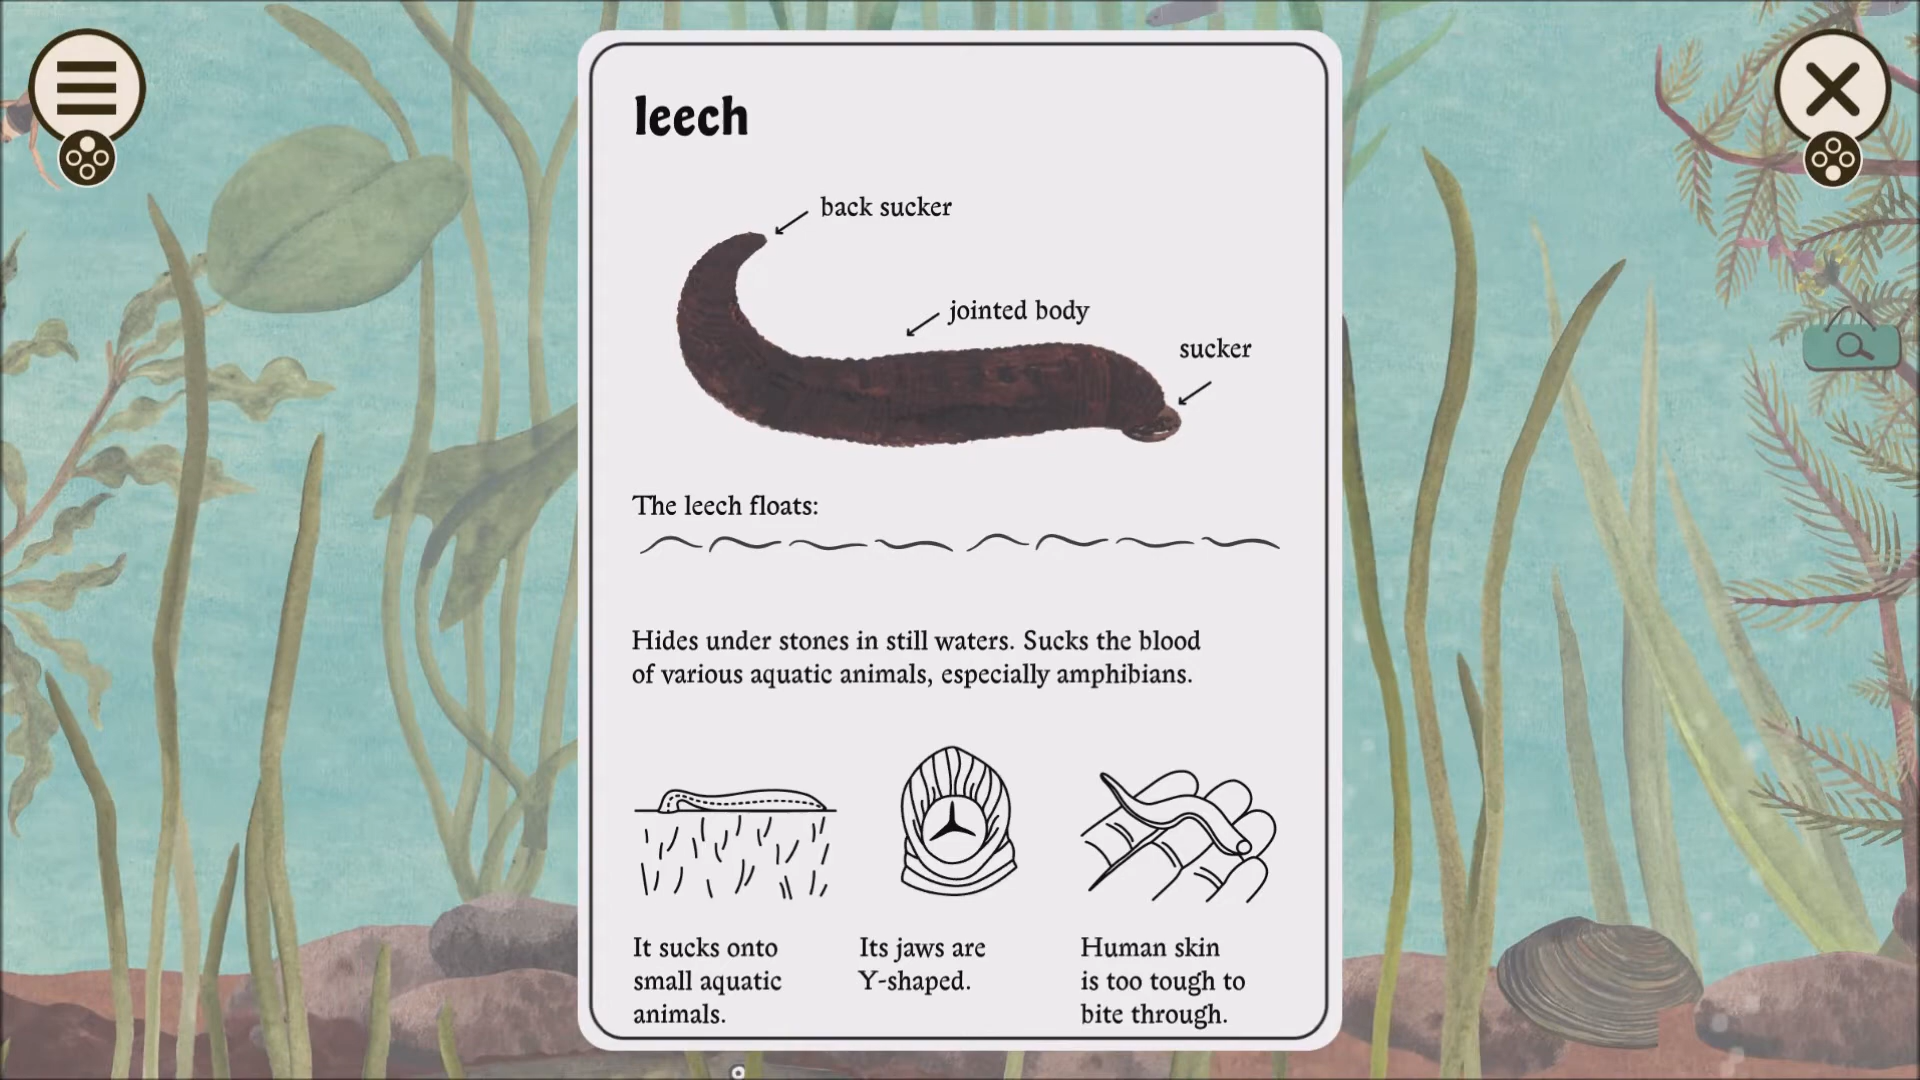 leech
back sucker
jointed body
sucker
The leech floats:
Hides under stones in still waters. Sucks the blood
of various aquatic animals, especially amphibians.
It sucks onto
small aquatic
animals.
Its jaws are
Y-shaped.
Human skin
is too tough to
bite through.